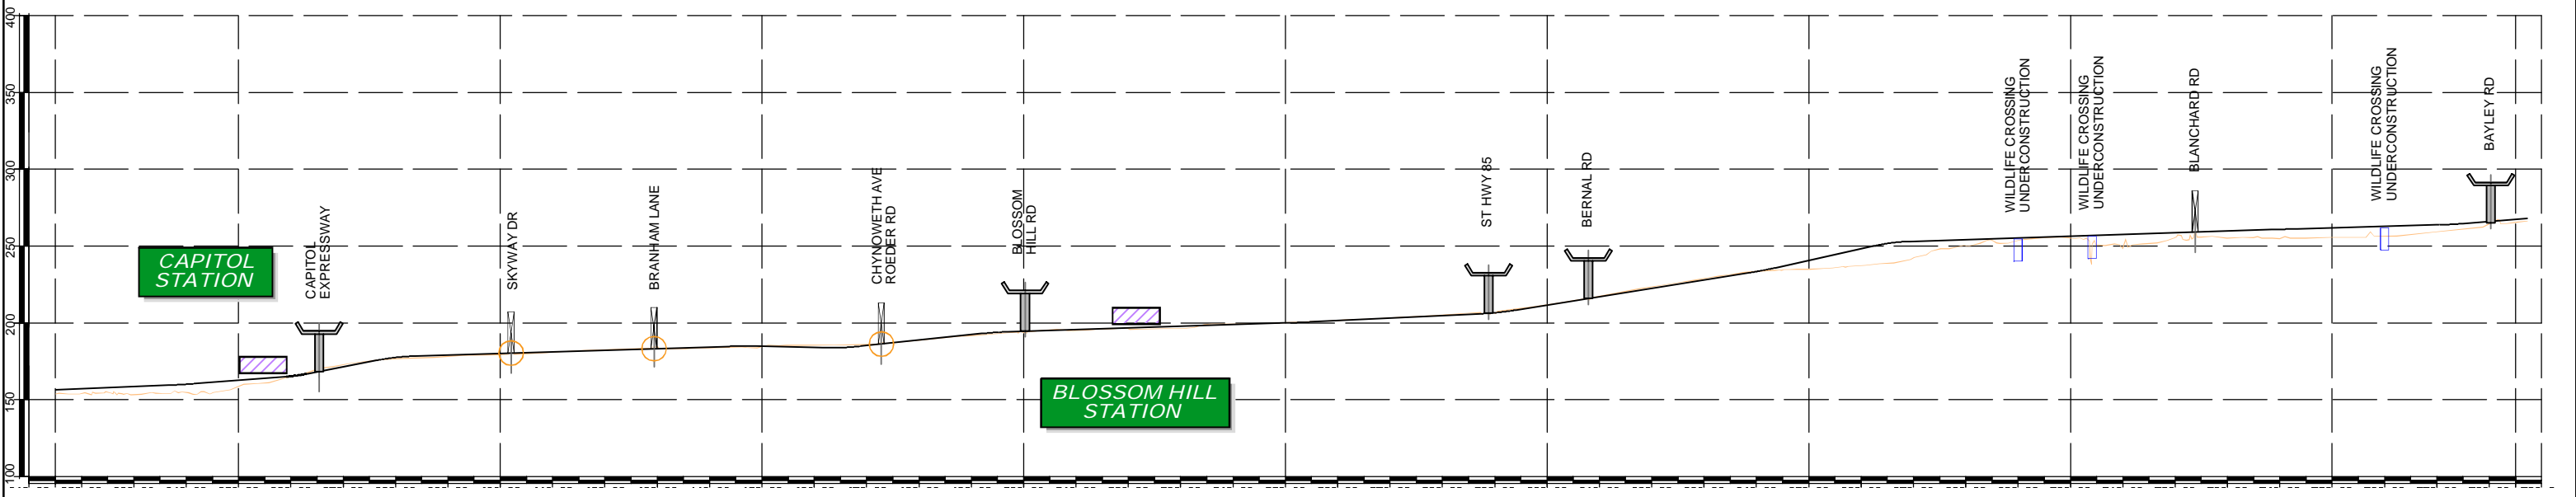 400
350
300
250
200
150
100
CAPITOL
STATION
CAPITOL
EXPRESSWAY
SKYWAY DR
BRANHAM LANE
CHYNOWETH AVE
ROEDER RD
BLOSSOM
HILL RD
BLOSSOM HILL
STATION
ST HWY 85
BERNAL RD
WILDLIFE CROSSING
UNDERCONSTRUCTION
WILDLIFE CROSSING
UNDERCONSTRUCTION
BLANCHARD RD
WILDLIFE CROSSING
UNDERCONSTRUCTION
BAYLEY RD